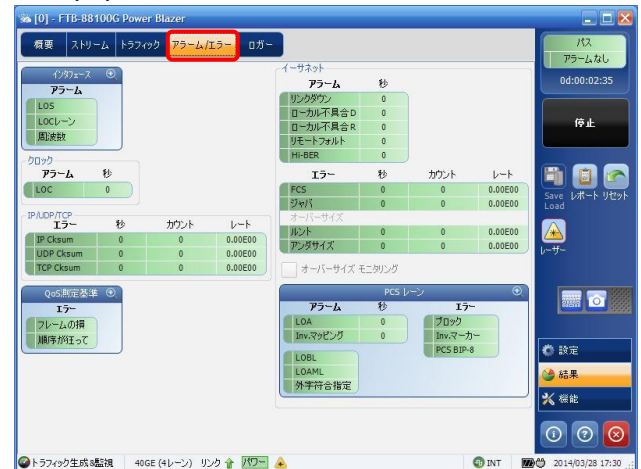 [0] - FTB-88100G Power Blazer
概要 ストリーム トラフィック アラーム/エラー ロガー
インタフェース
アラーム
LOS
LOCレーン
周波数
クロック
アラーム 秒
LOC 0
IP/UDP/TCP
エラー 秒 カウント レート
IP Cksum 0 0 0.00E00
UDP Cksum 0 0 0.00E00
TCP Cksum 0 0 0.00E00
QoS測定基準
エラー
フレームの損
順序が狂って
イーサネット
アラーム 秒
リンクダウン 0
ローカル不具合 D 0
ローカル不具合 R 0
リモートフォルト 0
HI-BER 0
エラー 秒 カウント レート
FCS 0 0 0.00E00
ジャバ 0 0 0.00E00
オーバーサイズ
ルント 0 0 0.00E00
アンダサイズ 0 0 0.00E00
オーバーサイズ モニタリング
PCS レーン
アラーム 秒 エラー
LOA 0 ブロック
Inv.マッピング 0 Inv.マーカー
PCS BIP-8
LOBL
LOAML
外字符合指定
パス
アラームなし
0d:00:02:35
停止
Save Load レポート リセット
レーザー
設定
結果
機能
トラフィック生成&監視 40GE (4レーン) リンク パワー INT 2014/03/28 17:30